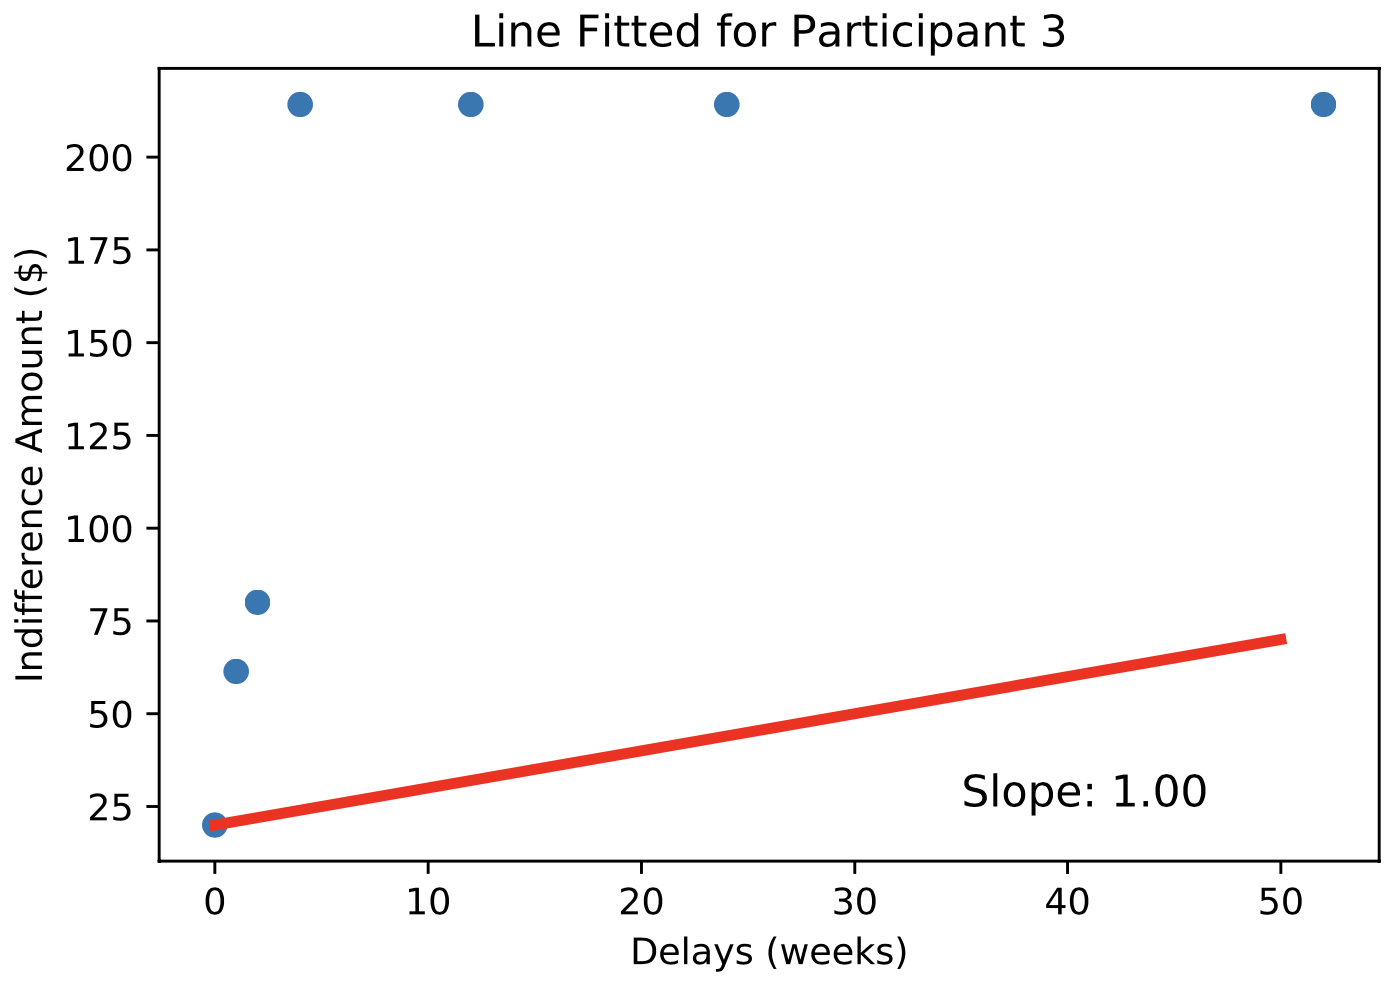 Line Fitted for Participant 3
Indifference Amount ($)
200
175
150
125
100
75
50
25
Slope: 1.00
0 10 20 30 40 50
Delays (weeks)